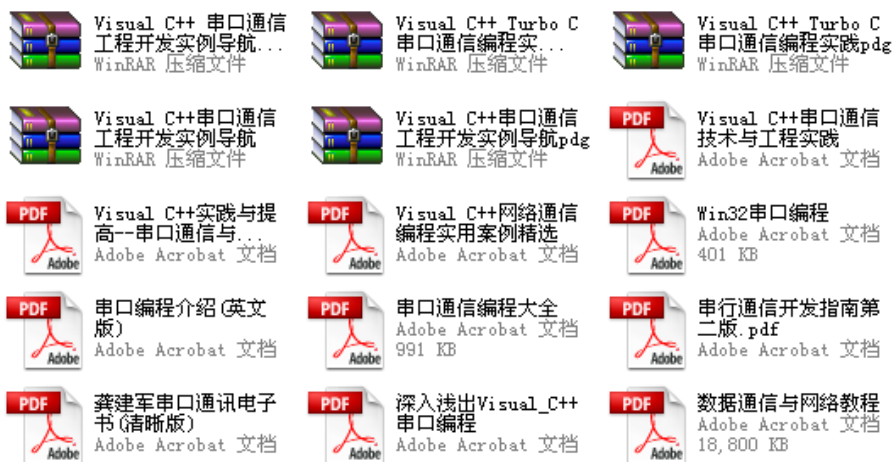 Visual C++ 串口通信
工程开发实例导航...
WinRAR 压缩文件
Visual C++ Turbo C
串口通信编程实...
WinRAR 压缩文件
Visual C++ Turbo C
串口通信编程实践pdg
WinRAR 压缩文件
Visual C++串口通信
工程开发实例导航
WinRAR 压缩文件
Visual C++串口通信
工程开发实例导航pdg
WinRAR 压缩文件
PDF
Adobe
Visual C++串口通信
技术与工程实践
Adobe Acrobat 文档
PDF
Adobe
Visual C++实践与提
高--串口通信与...
Adobe Acrobat 文档
PDF
Adobe
Visual C++网络通信
编程实用案例精选
Adobe Acrobat 文档
PDF
Adobe
Win32串口编程
Adobe Acrobat 文档
401 KB
PDF
Adobe
串口编程介绍(英文
版)
Adobe Acrobat 文档
PDF
Adobe
串口通信编程大全
Adobe Acrobat 文档
991 KB
PDF
Adobe
串行通信开发指南第
二版.pdf
Adobe Acrobat 文档
PDF
Adobe
龚建军串口通讯电子
书(清晰版)
Adobe Acrobat 文档
PDF
Adobe
深入浅出Visual_C++
串口编程
Adobe Acrobat 文档
PDF
Adobe
数据通信与网络教程
Adobe Acrobat 文档
18,800 KB